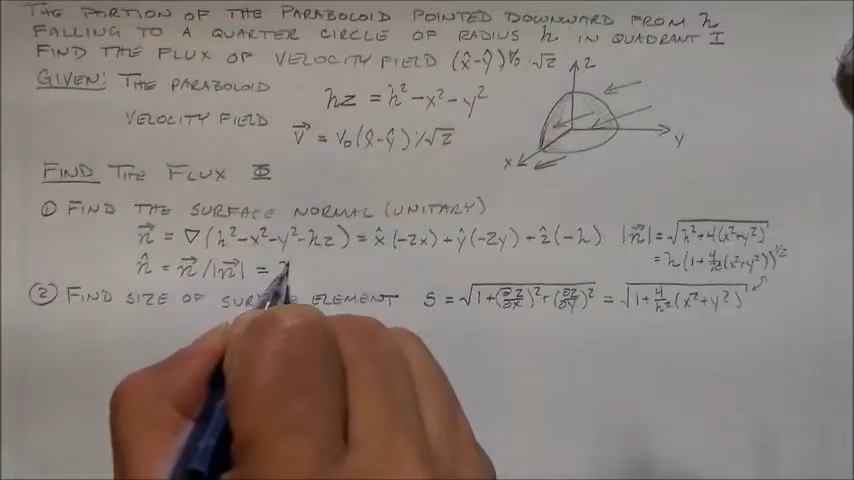 THE PORTION OF THE PARABOLOID POINTED DOWNWARD FROM h
FALLING TO A QUARTER CIRCLE OF RADIUS h IN QUADRANT I
FIND THE FLUX OF VELOCITY FIELD (x̂-ŷ) √z
GIVEN: THE PARABOLOID hz = h²-x²-y²
VELOCITY FIELD v⃗ = v₀(x̂-ŷ) √z
z
y
x
FIND THE FLUX Φ
① FIND THE SURFACE NORMAL (UNITARY)
n⃗ = ∇(h²-x²-y²-hz) = x̂(-2x)+ŷ(-2y)+ẑ(-h) |n⃗| = √h²+4(x²+y²)
= h(1+4/h²(x²+y²))^1/2
n̂ = n⃗/|n⃗| =
② FIND SIZE OF SURFACE ELEMENT S = √1+(∂z/∂x)²+(∂z/∂y)² = √1+4/h²(x²+y²)